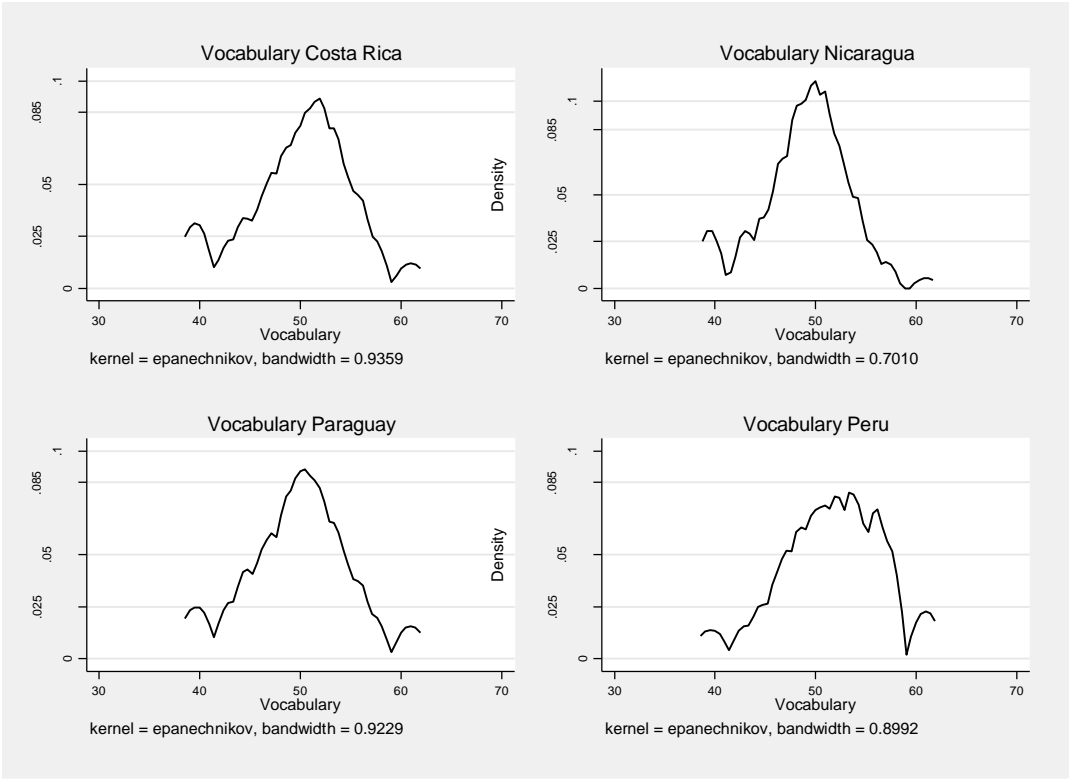 Vocabulary Costa Rica
.1
.085
.05
.025
0
30 40 50 60 70
Vocabulary
kernel = epanechnikov, bandwidth = 0.9359
Vocabulary Nicaragua
Density
.1
.085
.05
.025
0
30 40 50 60 70
Vocabulary
kernel = epanechnikov, bandwidth = 0.7010
Vocabulary Paraguay
.1
.085
.05
.025
0
30 40 50 60 70
Vocabulary
kernel = epanechnikov, bandwidth = 0.9229
Vocabulary Peru
Density
.1
.085
.05
.025
0
30 40 50 60 70
Vocabulary
kernel = epanechnikov, bandwidth = 0.8992